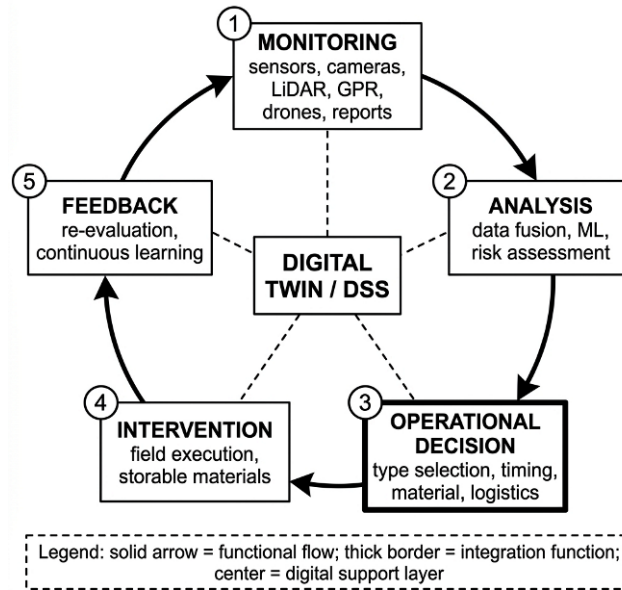 1
MONITORING
sensors, cameras,
LiDAR, GPR,
drones, reports
2
ANALYSIS
data fusion, ML,
risk assessment
3
OPERATIONAL
DECISION
type selection, timing,
material, logistics
4
INTERVENTION
field execution,
storable materials
5
FEEDBACK
re-evaluation,
continuous learning
DIGITAL
TWIN / DSS
Legend: solid arrow = functional flow; thick border = integration function;
center = digital support layer